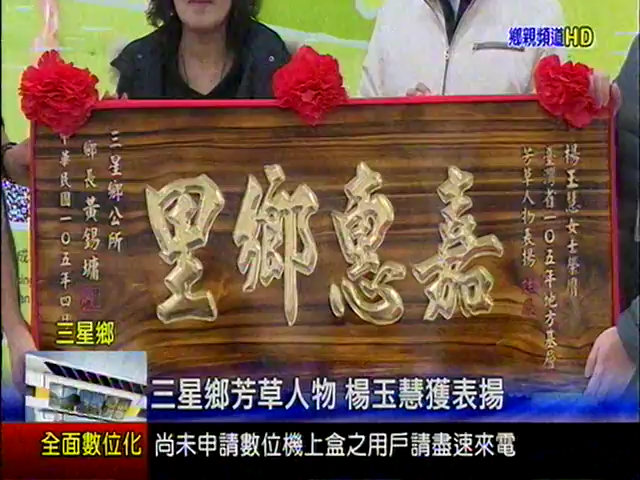 鄉親頻道HD
楊玉慧女士榮膺
臺灣省一〇五年地方基層
芳草人物表揚
嘉惠鄉里
三星鄉公所
鄉長黃錫墉
中華民國一〇五年四月
三星鄉
三星鄉芳草人物 楊玉慧獲表揚
全面數位化
尚未申請數位機上盒之用戶請盡速來電